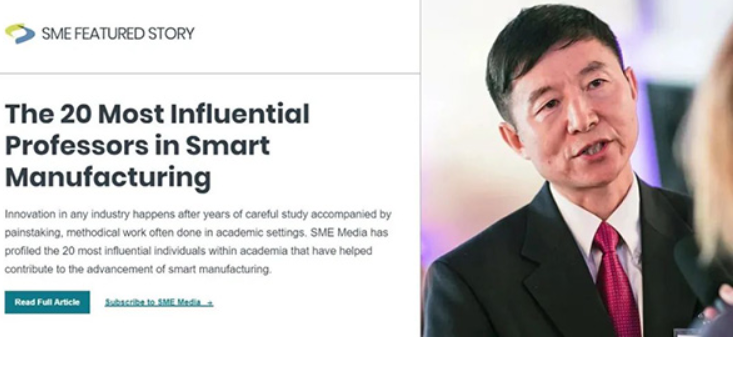 SME FEATURED STORY
The 20 Most Influential
Professors in Smart
Manufacturing
Innovation in any industry happens after years of careful study accompanied by
painstaking, methodical work often done in academic settings. SME Media has
profiled the 20 most influential individuals within academia that have helped
contribute to the advancement of smart manufacturing.
Read Full Article
Subscribe to SME Media →